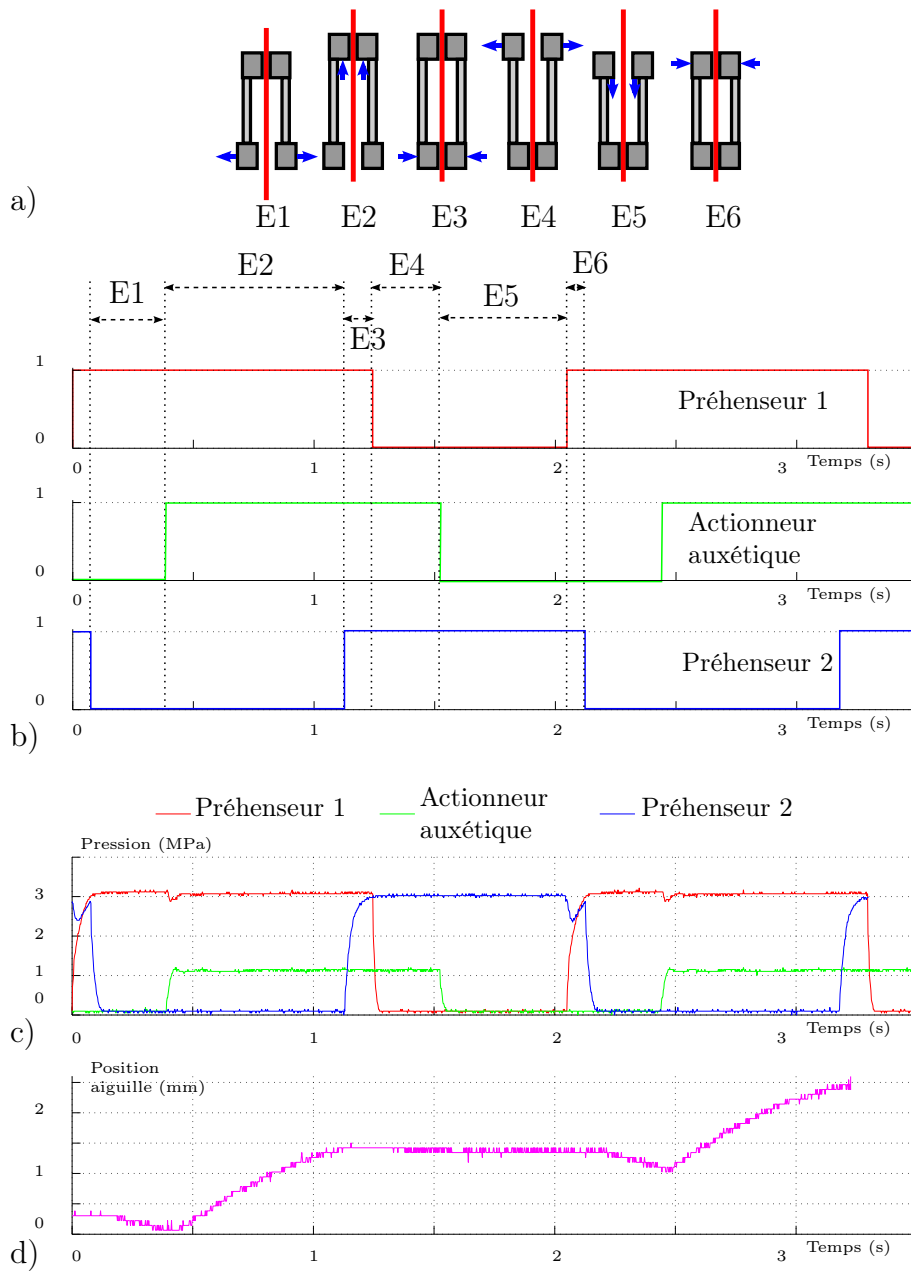 a)
E1 E2 E3 E4 E5 E6
E1 E2 E3 E4 E5 E6
1
0
Préhenseur 1
0 1 2 3 Temps (s)
1
0
Actionneur
auxétique
0 1 2 3 Temps (s)
1
0
Préhenseur 2
0 1 2 3 Temps (s)
b)
Préhenseur 1
Actionneur
auxétique
Préhenseur 2
Pression (MPa)
3
2
1
0
0 1 2 3 Temps (s)
c)
Position
aiguille (mm)
2
1
0
0 1 2 3 Temps (s)
d)